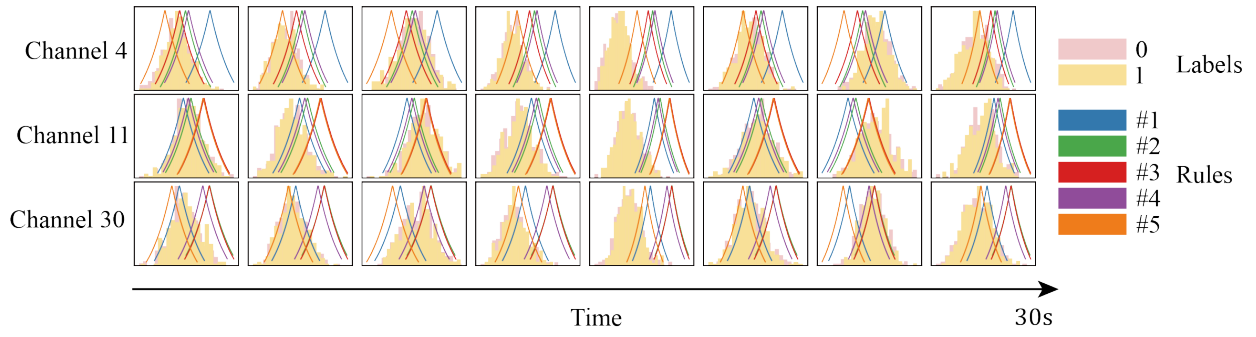 Channel 4
Channel 11
Channel 30
Time
30s
0
1
Labels
#1
#2
#3
#4
#5
Rules